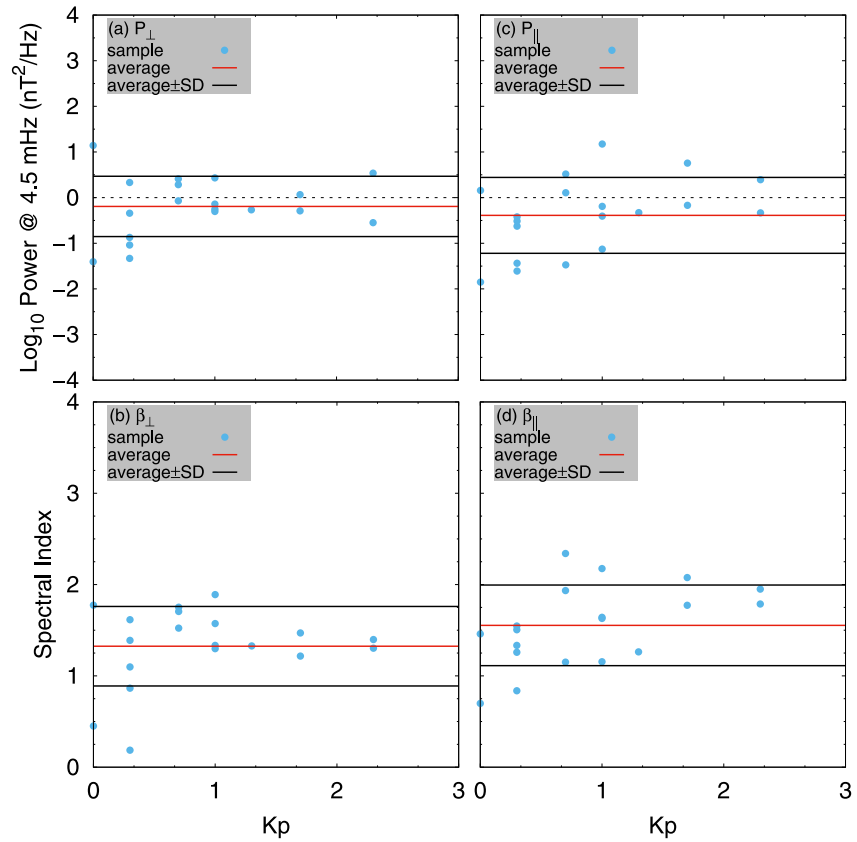 Log10 Power @ 4.5 mHz (nT²/Hz)
4
3
2
1
0
−1
−2
−3
−4
(a) P⊥
sample
average
average±SD
(c) P||
sample
average
average±SD
Spectral Index
4
3
2
1
0
(b) β⊥
sample
average
average±SD
(d) β||
sample
average
average±SD
0 1 2 3
0 1 2 3
Kp
Kp